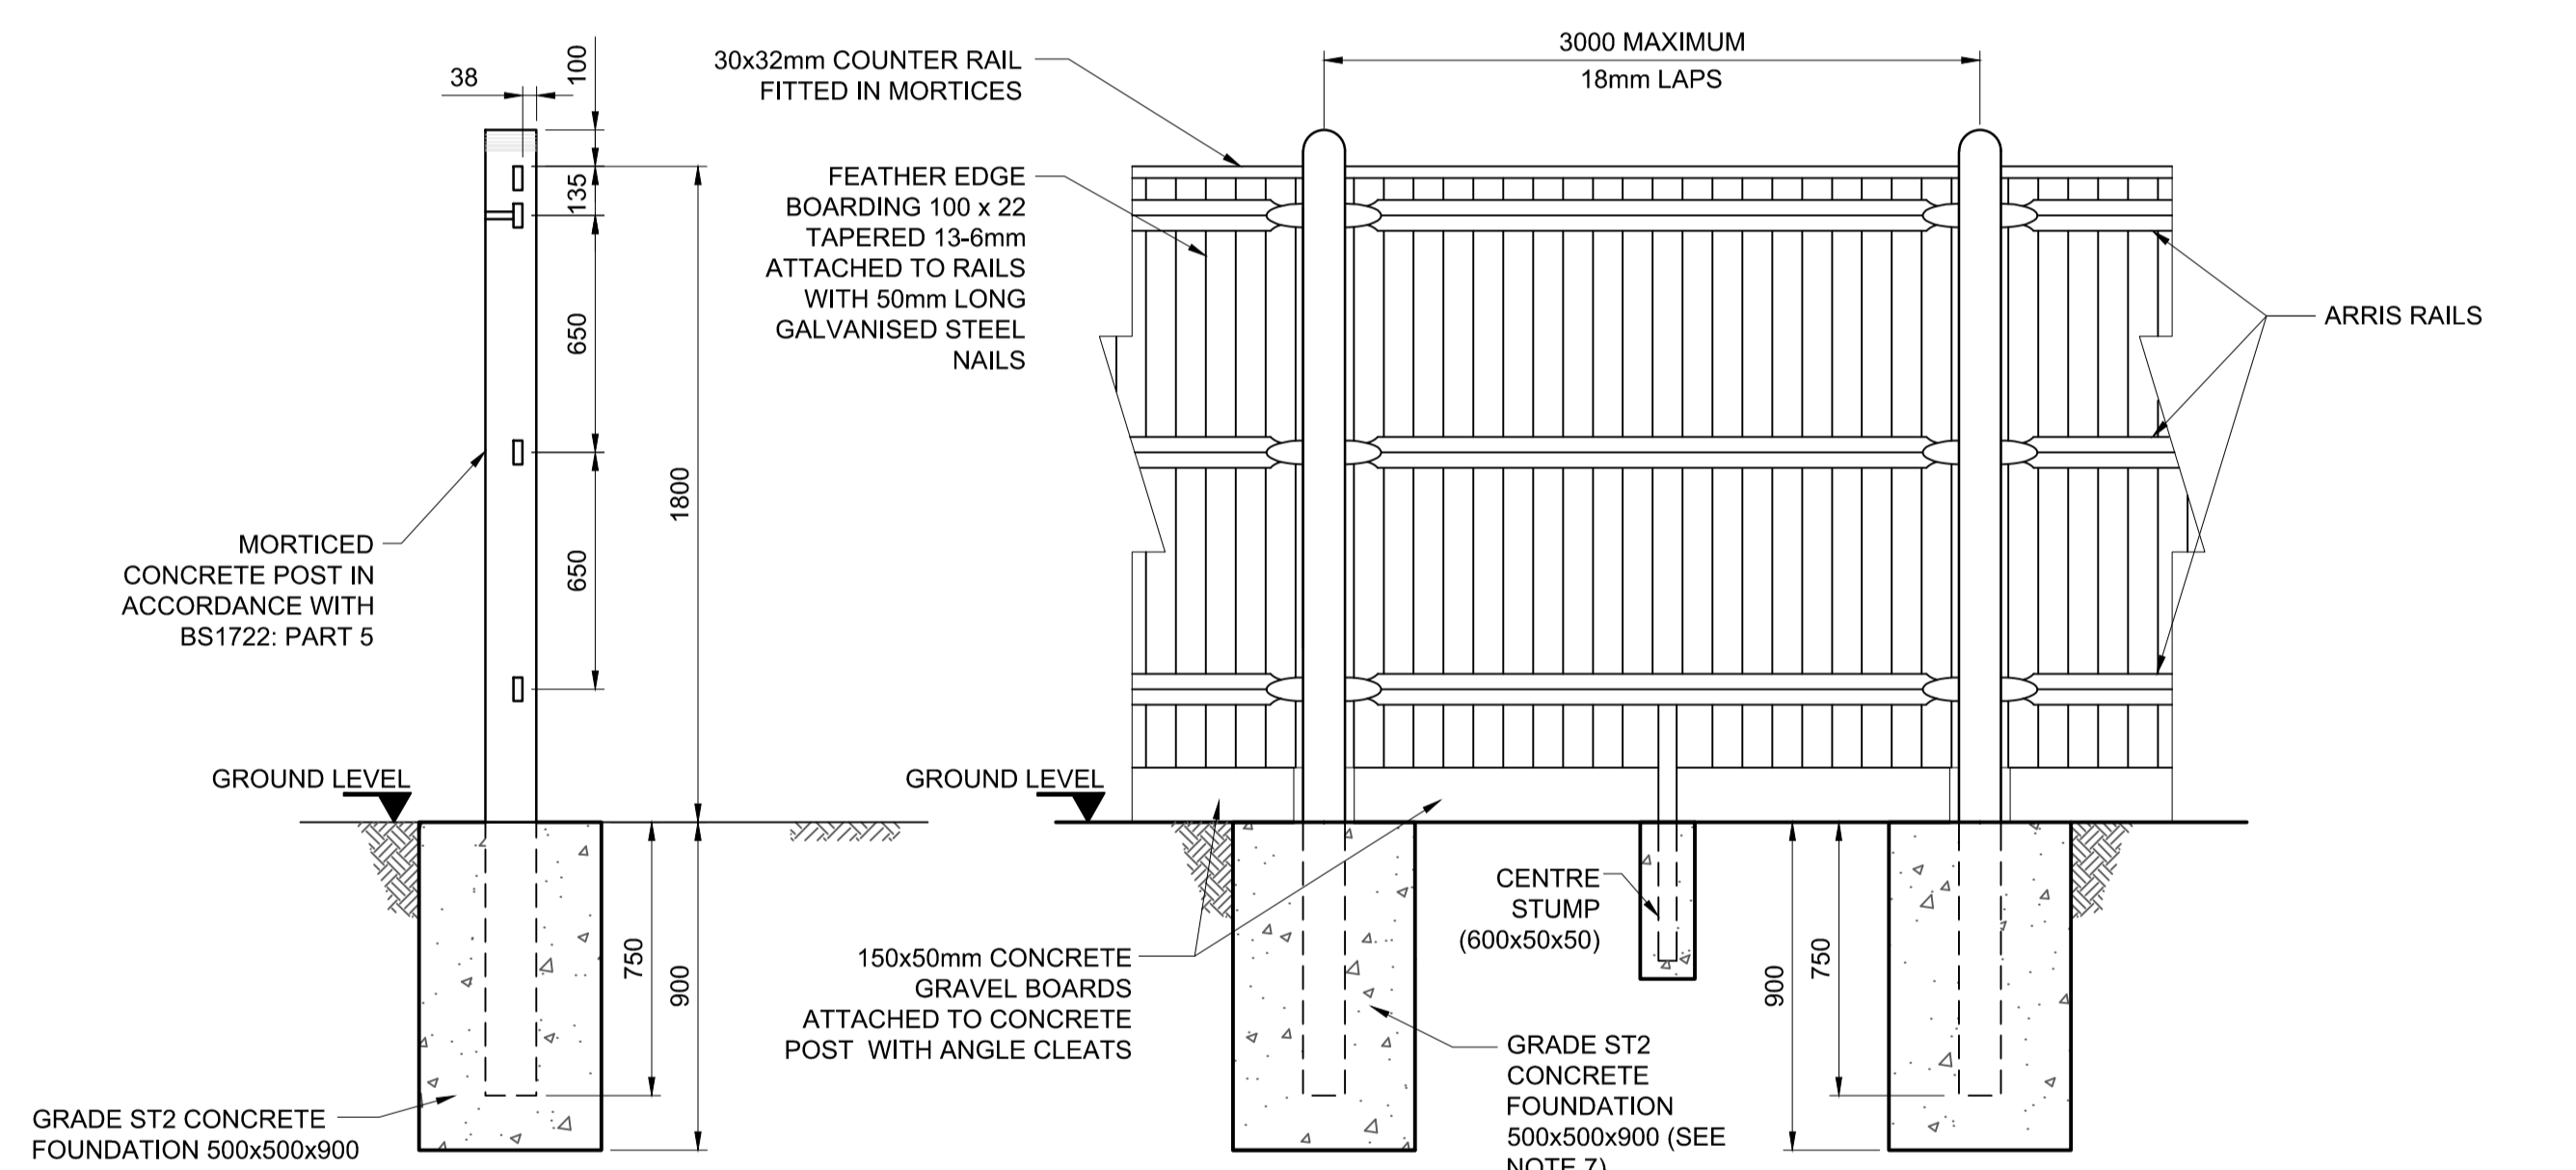 38
100
135
650
650
1800
MORTICED
CONCRETE POST IN
ACCORDANCE WITH
BS1722: PART 5
GROUND LEVEL
750
900
GRADE ST2 CONCRETE
FOUNDATION 500x500x900
30x32mm COUNTER RAIL
FITTED IN MORTICES
FEATHER EDGE
BOARDING 100 x 22
TAPERED 13-6mm
ATTACHED TO RAILS
WITH 50mm LONG
GALVANISED STEEL
NAILS
3000 MAXIMUM
18mm LAPS
ARRIS RAILS
GROUND LEVEL
150x50mm CONCRETE
GRAVEL BOARDS
ATTACHED TO CONCRETE
POST WITH ANGLE CLEATS
CENTRE
STUMP
(600x50x50)
GRADE ST2
CONCRETE
FOUNDATION
500x500x900 (SEE
NOTE 7)
900
750